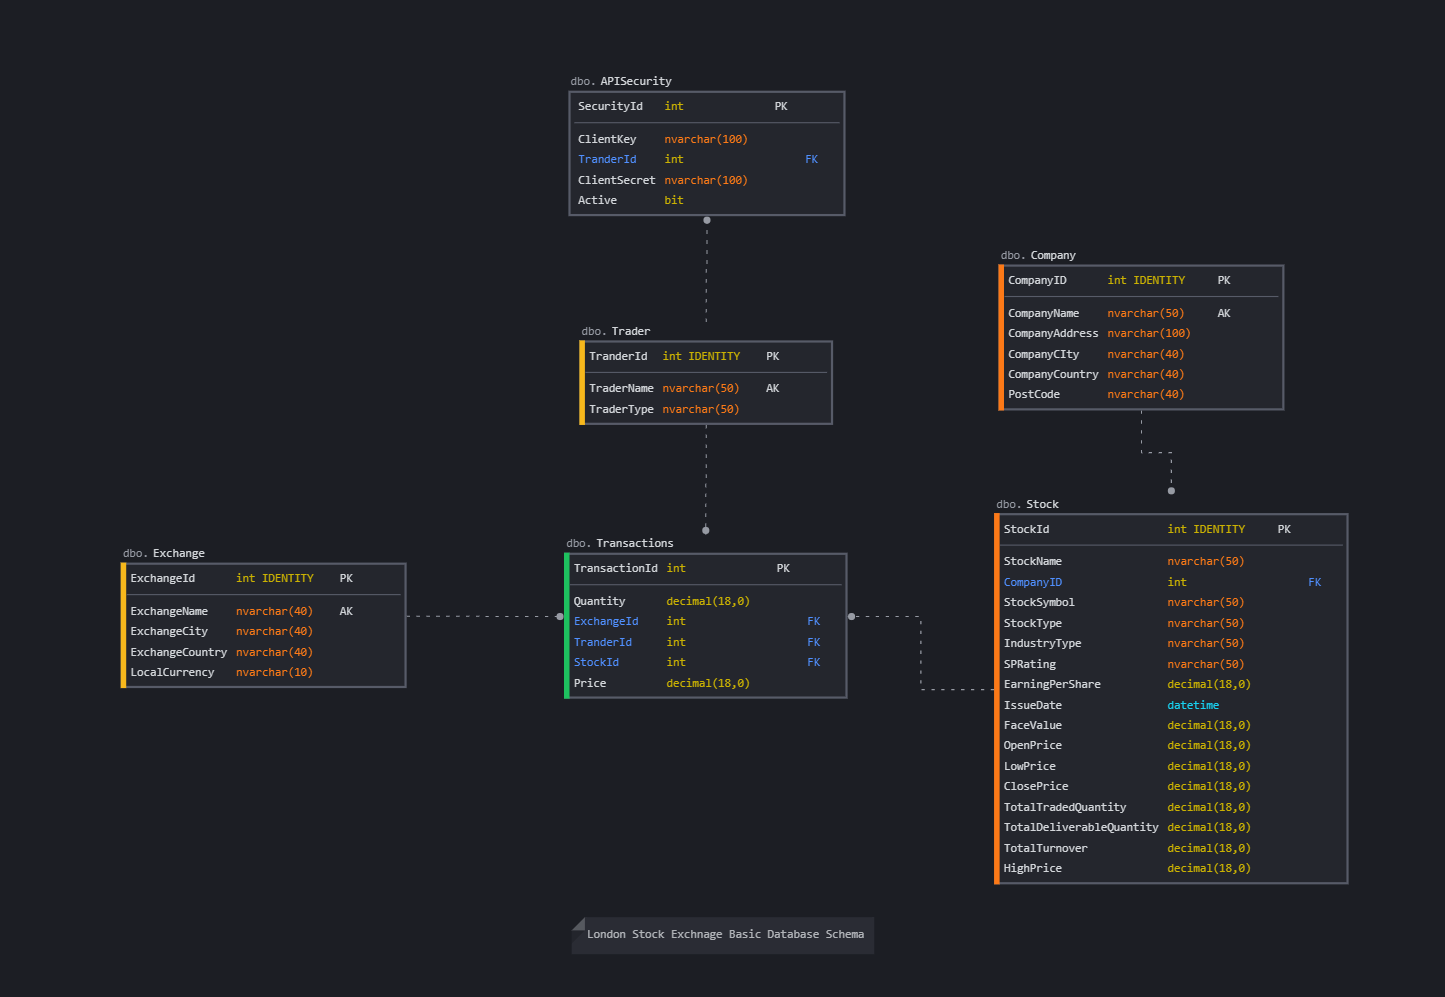 dbo. APISecurity
SecurityId int PK
ClientKey nvarchar(100)
TranderId int FK
ClientSecret nvarchar(100)
Active bit
dbo. Company
CompanyID int IDENTITY PK
CompanyName nvarchar(50) AK
CompanyAddress nvarchar(100)
CompanyCIty nvarchar(40)
CompanyCountry nvarchar(40)
PostCode nvarchar(40)
dbo. Trader
TranderId int IDENTITY PK
TraderName nvarchar(50) AK
TraderType nvarchar(50)
dbo. Exchange
ExchangeId int IDENTITY PK
ExchangeName nvarchar(40) AK
ExchangeCity nvarchar(40)
ExchangeCountry nvarchar(40)
LocalCurrency nvarchar(10)
dbo. Transactions
TransactionId int PK
Quantity decimal(18,0)
ExchangeId int FK
TranderId int FK
StockId int FK
Price decimal(18,0)
dbo. Stock
StockId int IDENTITY PK
StockName nvarchar(50)
CompanyID int FK
StockSymbol nvarchar(50)
StockType nvarchar(50)
IndustryType nvarchar(50)
SPRating nvarchar(50)
EarningPerShare decimal(18,0)
IssueDate datetime
FaceValue decimal(18,0)
OpenPrice decimal(18,0)
LowPrice decimal(18,0)
ClosePrice decimal(18,0)
TotalTradedQuantity decimal(18,0)
TotalDeliverableQuantity decimal(18,0)
TotalTurnover decimal(18,0)
HighPrice decimal(18,0)
London Stock Exchnage Basic Database Schema